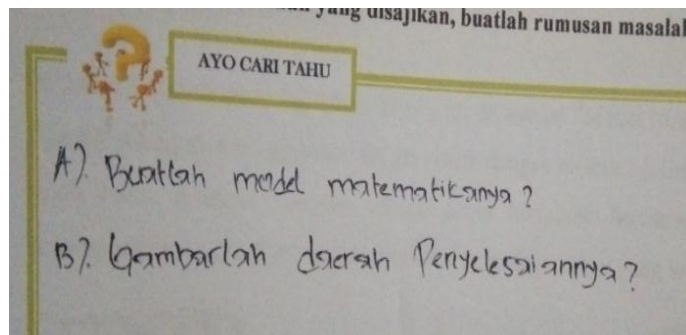 yang disajikan, buatlah rumusan masalah
AYO CARI TAHU
A). Buatlah model matematikanya?
B). Gambarlah daerah Penyelesaiannya?